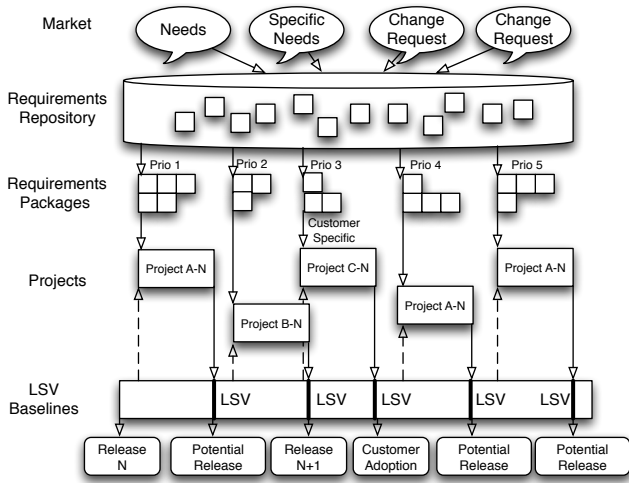 Market
Needs
Specific
Needs
Change
Request
Change
Request
Requirements
Repository
Prio 1
Prio 2
Prio 3
Prio 4
Prio 5
Requirements
Packages
Customer
Specific
Projects
Project A-N
Project B-N
Project C-N
Project A-N
Project A-N
LSV
Baselines
LSV
LSV
LSV
LSV
LSV
Release
N
Potential
Release
Release
N+1
Customer
Adoption
Potential
Release
Potential
Release